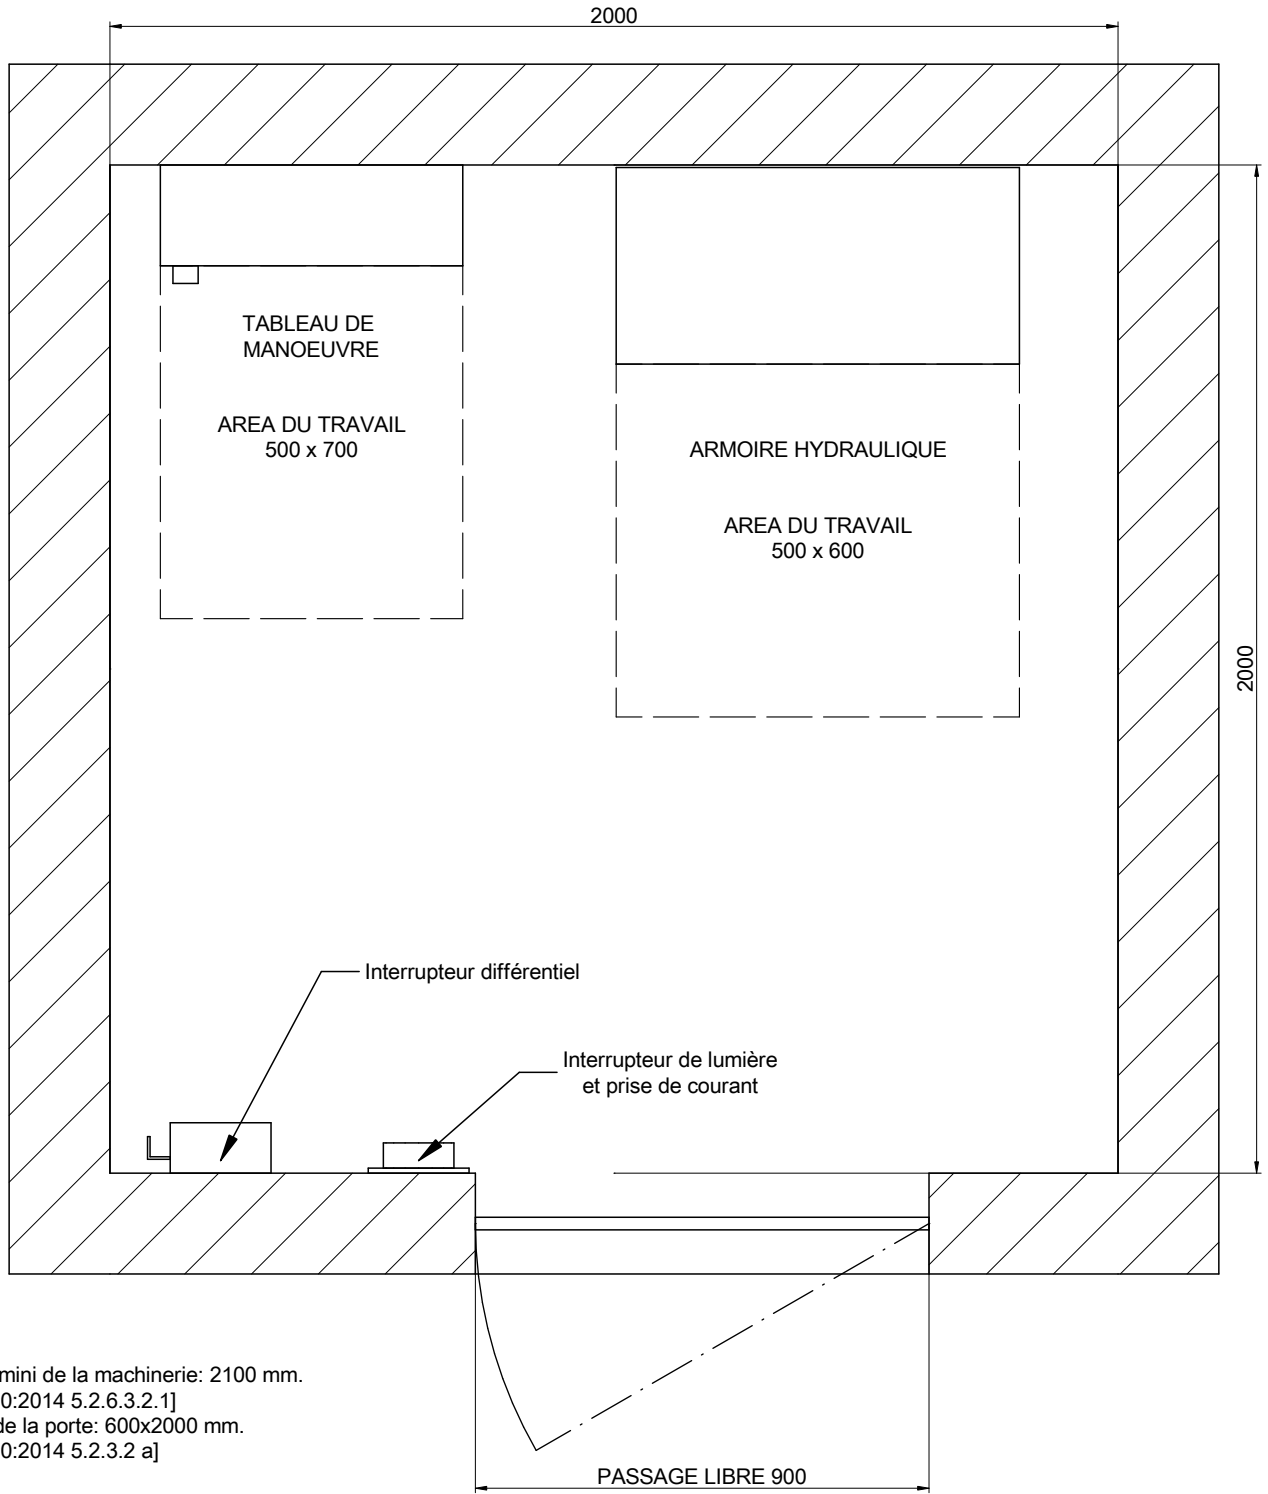 2000
TABLEAU DE
MANOEUVRE
AREA DU TRAVAIL
500 x 700
ARMOIRE HYDRAULIQUE
AREA DU TRAVAIL
500 x 600
2000
Interrupteur différentiel
Interrupteur de lumière
et prise de courant
mini de la machinerie: 2100 mm.
0:2014 5.2.6.3.2.1]
de la porte: 600x2000 mm.
0:2014 5.2.3.2 a]
PASSAGE LIBRE 900